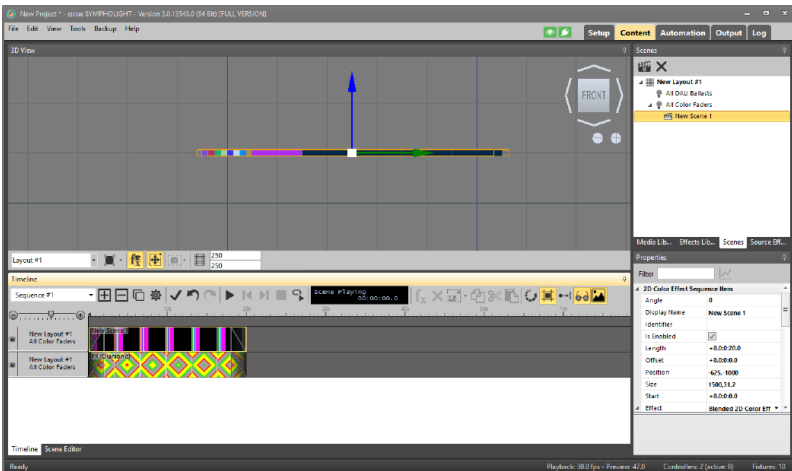 New Project * - ecue SYMPHOLIGHT - Version 3.0.13543.0 (64 Bit) [FULL VERSION]
File Edit View Tools Backup Help
Setup Content Automation Output Log
3D View
FRONT
Layout #1
250
250
Scenes
New Layout #1
All DALI Ballasts
All Color Faders
New Scene 1
Media Lib... Effects Lib... Scenes Source Eff...
Properties
Filter
2D Color Effect Sequence Item
Angle 0
Display Name New Scene 1
Identifier
Is Enabled
Length +0.0:0:20.0
Offset +0.0:0:0.0
Position -625,-1000
Size 1500,31.2
Start +0.0:0:0.0
Effect Blended 2D Color Eff
Timeline
Sequence #1
Scene Playing
00:00:00.0
10s 20s 30s 40s 50s 1m
New Layout #1
All Color Faders
New Scene
New Layout #1
All Color Faders
FX (Diamond)
Timeline Scene Editor
Ready
Playback: 30.0 fps - Preview: 47.0 Controllers: 2 (active: 0) Fixtures: 10